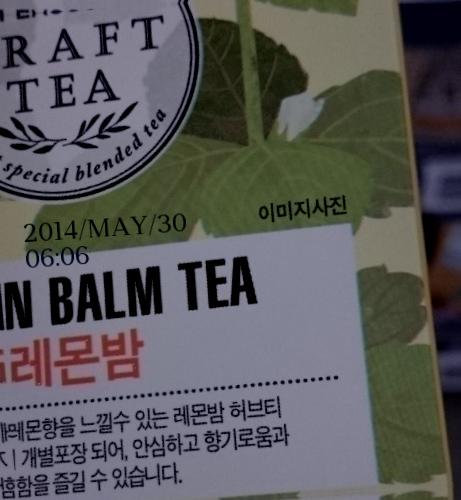 RAFT
TEA
special blended tea
이미지사진
2014/MAY/30
06:06
IN BALM TEA
레몬밤
레몬향을 느낄수 있는 레몬밤 허브티
개별포장 되어, 안심하고 향기로움과
함을 즐길 수 있습니다.